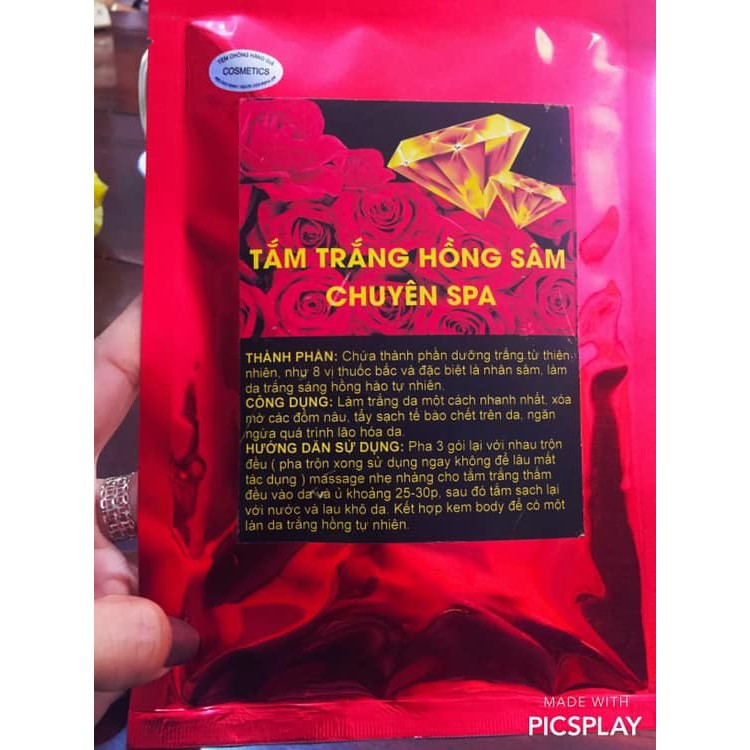 TEM CHỐNG HÀNG GIẢ
COSMETICS
TẮM TRẮNG HỒNG SÂM
CHUYÊN SPA
THÀNH PHẦN: Chứa thành phần dưỡng trắng từ thiên
nhiên, như 8 vị thuốc bắc và đặc biệt là nhân sâm, làm
da trắng sáng hồng hào tự nhiên.
CÔNG DỤNG: Làm trắng da một cách nhanh nhất, xóa
mờ các đốm nâu, tẩy sạch tế bào chết trên da, ngăn
ngừa quá trình lão hóa da.
HƯỚNG DẪN SỬ DỤNG: Pha 3 gói lại với nhau trộn
đều ( pha trộn xong sử dụng ngay không để lâu mất
tác dụng ) massage nhẹ nhàng cho tắm trắng thấm
đều vào da và ủ khoảng 25-30p, sau đó tắm sạch lại
với nước và lau khô da. Kết hợp kem body để có một
làn da trắng hồng tự nhiên.
MADE WITH
PICSPLAY